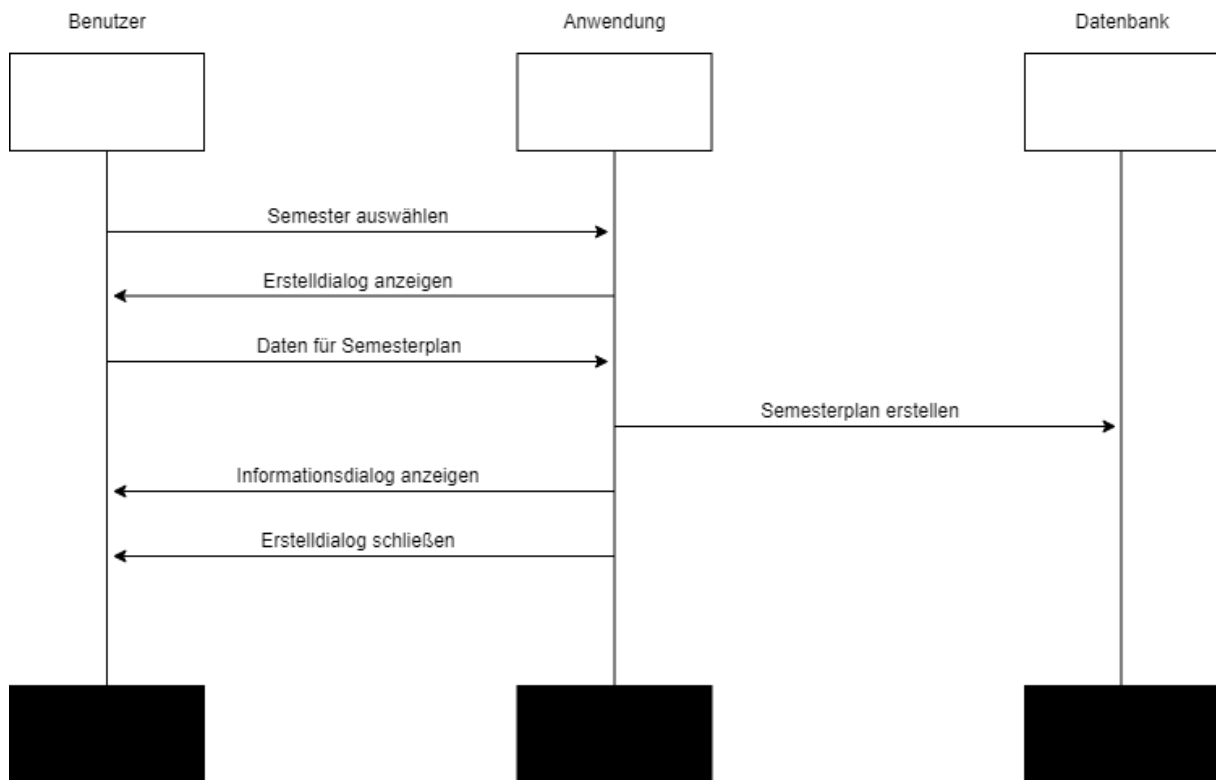 Benutzer
Anwendung
Datenbank
Semester auswählen
Erstelldialog anzeigen
Daten für Semesterplan
Semesterplan erstellen
Informationsdialog anzeigen
Erstelldialog schließen